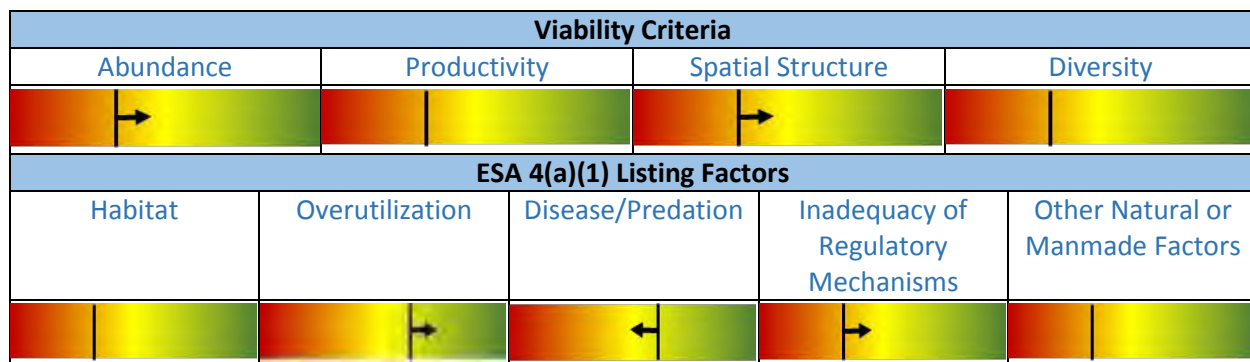 Viability Criteria
Abundance Productivity Spatial Structure Diversity
ESA 4(a)(1) Listing Factors
Habitat Overutilization Disease/Predation Inadequacy of Other Natural or
Regulatory Manmade Factors
Mechanisms